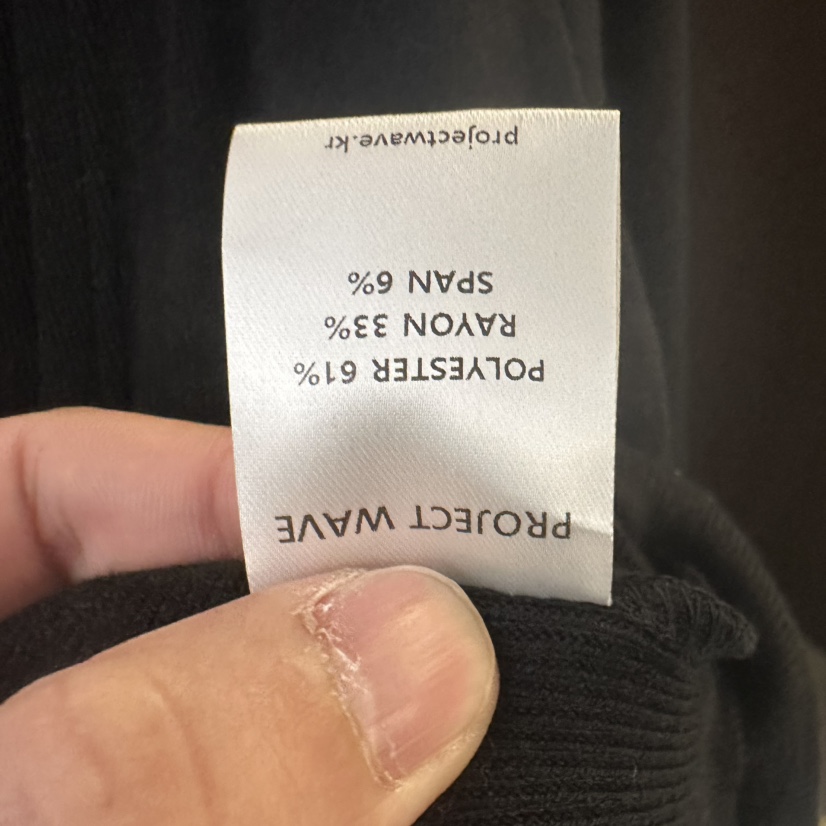 PROJECT WAVE
POLYESTER 61%
RAYON 33%
SPAN 6%
projectwave.kr